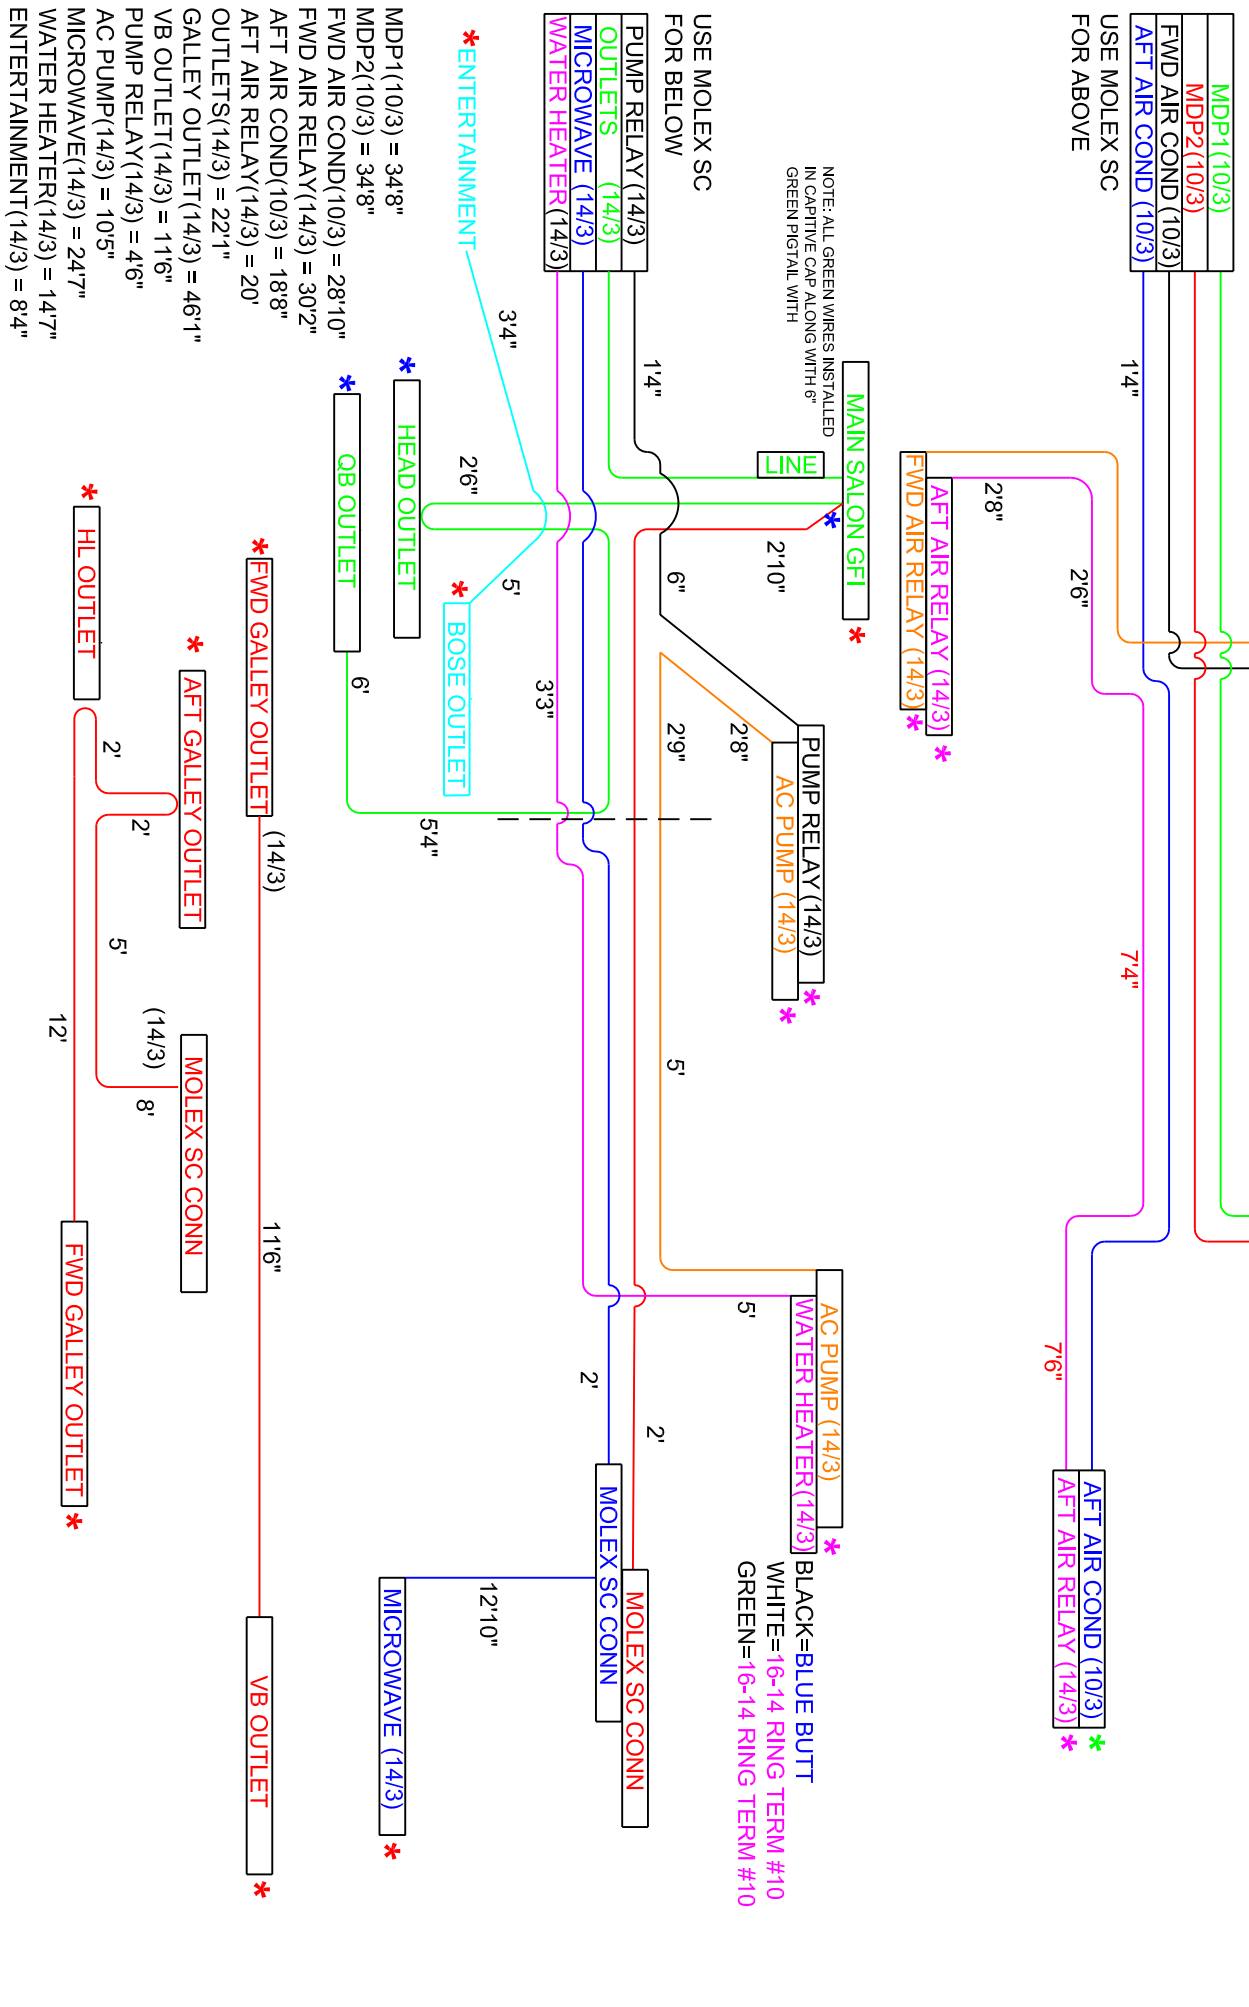 MDP1(10/3)
MDP2(10/3)
FWD AIR COND(10/3)
AFT AIR COND (10/3)
USE MOLEX SC
FOR ABOVE
1'4"
7'4"
7'6"
AFT AIR COND (10/3)*
AFT AIR RELAY (14/3)*
2'6"
2'8"
AFT AIR RELAY (14/3)*
FWD AIR RELAY (14/3)*
MAIN SALON GFI*
*
LINE
NOTE: ALL GREEN WIRES INSTALLED
IN CAPITIVE CAP ALONG WITH 6"
GREEN PIGTAIL WITH
PUMP RELAY (14/3)*
AC PUMP (14/3)*
AC PUMP (14/3)*
WATER HEATER(14/3)
BLACK=BLUE BUTT
WHITE=16-14 RING TERM #10
GREEN=16-14 RING TERM #10
USE MOLEX SC
FOR BELOW
PUMP RELAY(14/3)
OUTLETS (14/3)
MICROWAVE (14/3)
WATER HEATER(14/3)
1'4"
2'10"
6"
2'8"
2'9"
5'
5'
3'3"
2'
2'
MOLEX SC CONN
MOLEX SC CONN
12'10"
MICROWAVE (14/3)*
*ENTERTAINMENT
3'4"
5'
*BOSE OUTLET
2'6"
*HEAD OUTLET
*QB OUTLET
6'
5'4"
*FWD GALLEY OUTLET
(14/3)
11'6"
VB OUTLET*
*AFT GALLEY OUTLET
*HL OUTLET
2'
2'
5'
(14/3)
8'
MOLEX SC CONN
12'
FWD GALLEY OUTLET*
MDP1(10/3) = 34'8"
MDP2(10/3) = 34'8"
FWD AIR COND(10/3) = 28'10"
FWD AIR RELAY(14/3) = 30'2"
AFT AIR COND(10/3) = 18'8"
AFT AIR RELAY(14/3) = 20'
OUTLETS(14/3) = 22'1"
GALLEY OUTLET(14/3) = 46'1"
VB OUTLET(14/3) = 11'6"
PUMP RELAY(14/3) = 4'6"
AC PUMP(14/3) = 10'5"
MICROWAVE(14/3) = 24'7"
WATER HEATER(14/3) = 14'7"
ENTERTAINMENT(14/3) = 8'4"